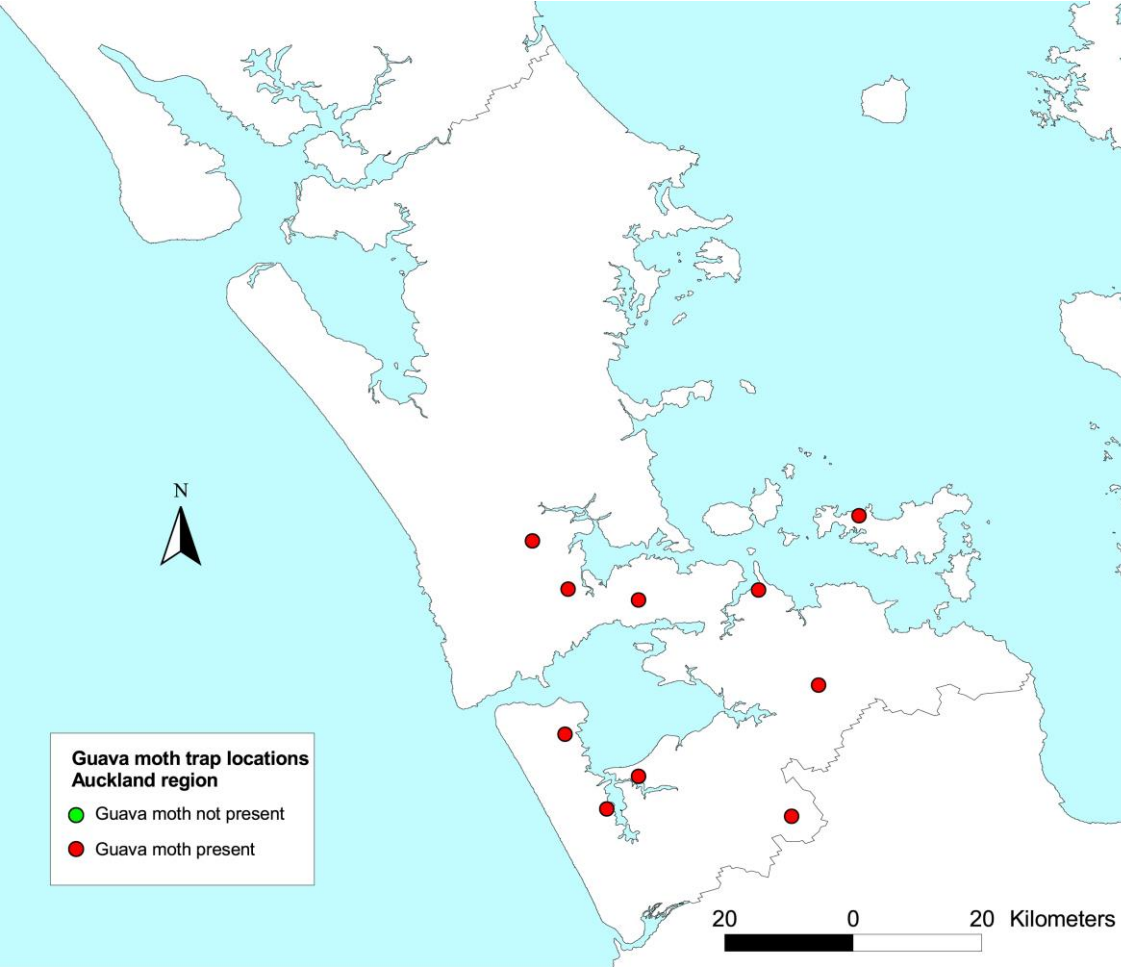 N
Guava moth trap locations
Auckland region
Guava moth not present
Guava moth present
20 0 20 Kilometers